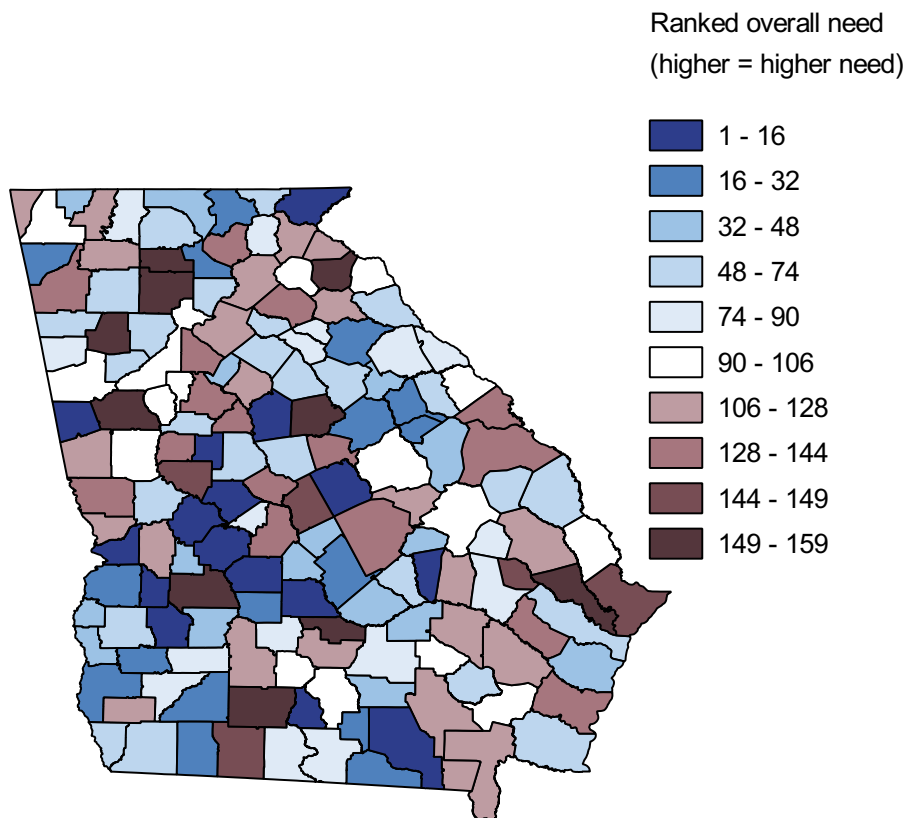 Ranked overall need
(higher = higher need)
1 - 16
16 - 32
32 - 48
48 - 74
74 - 90
90 - 106
106 - 128
128 - 144
144 - 149
149 - 159